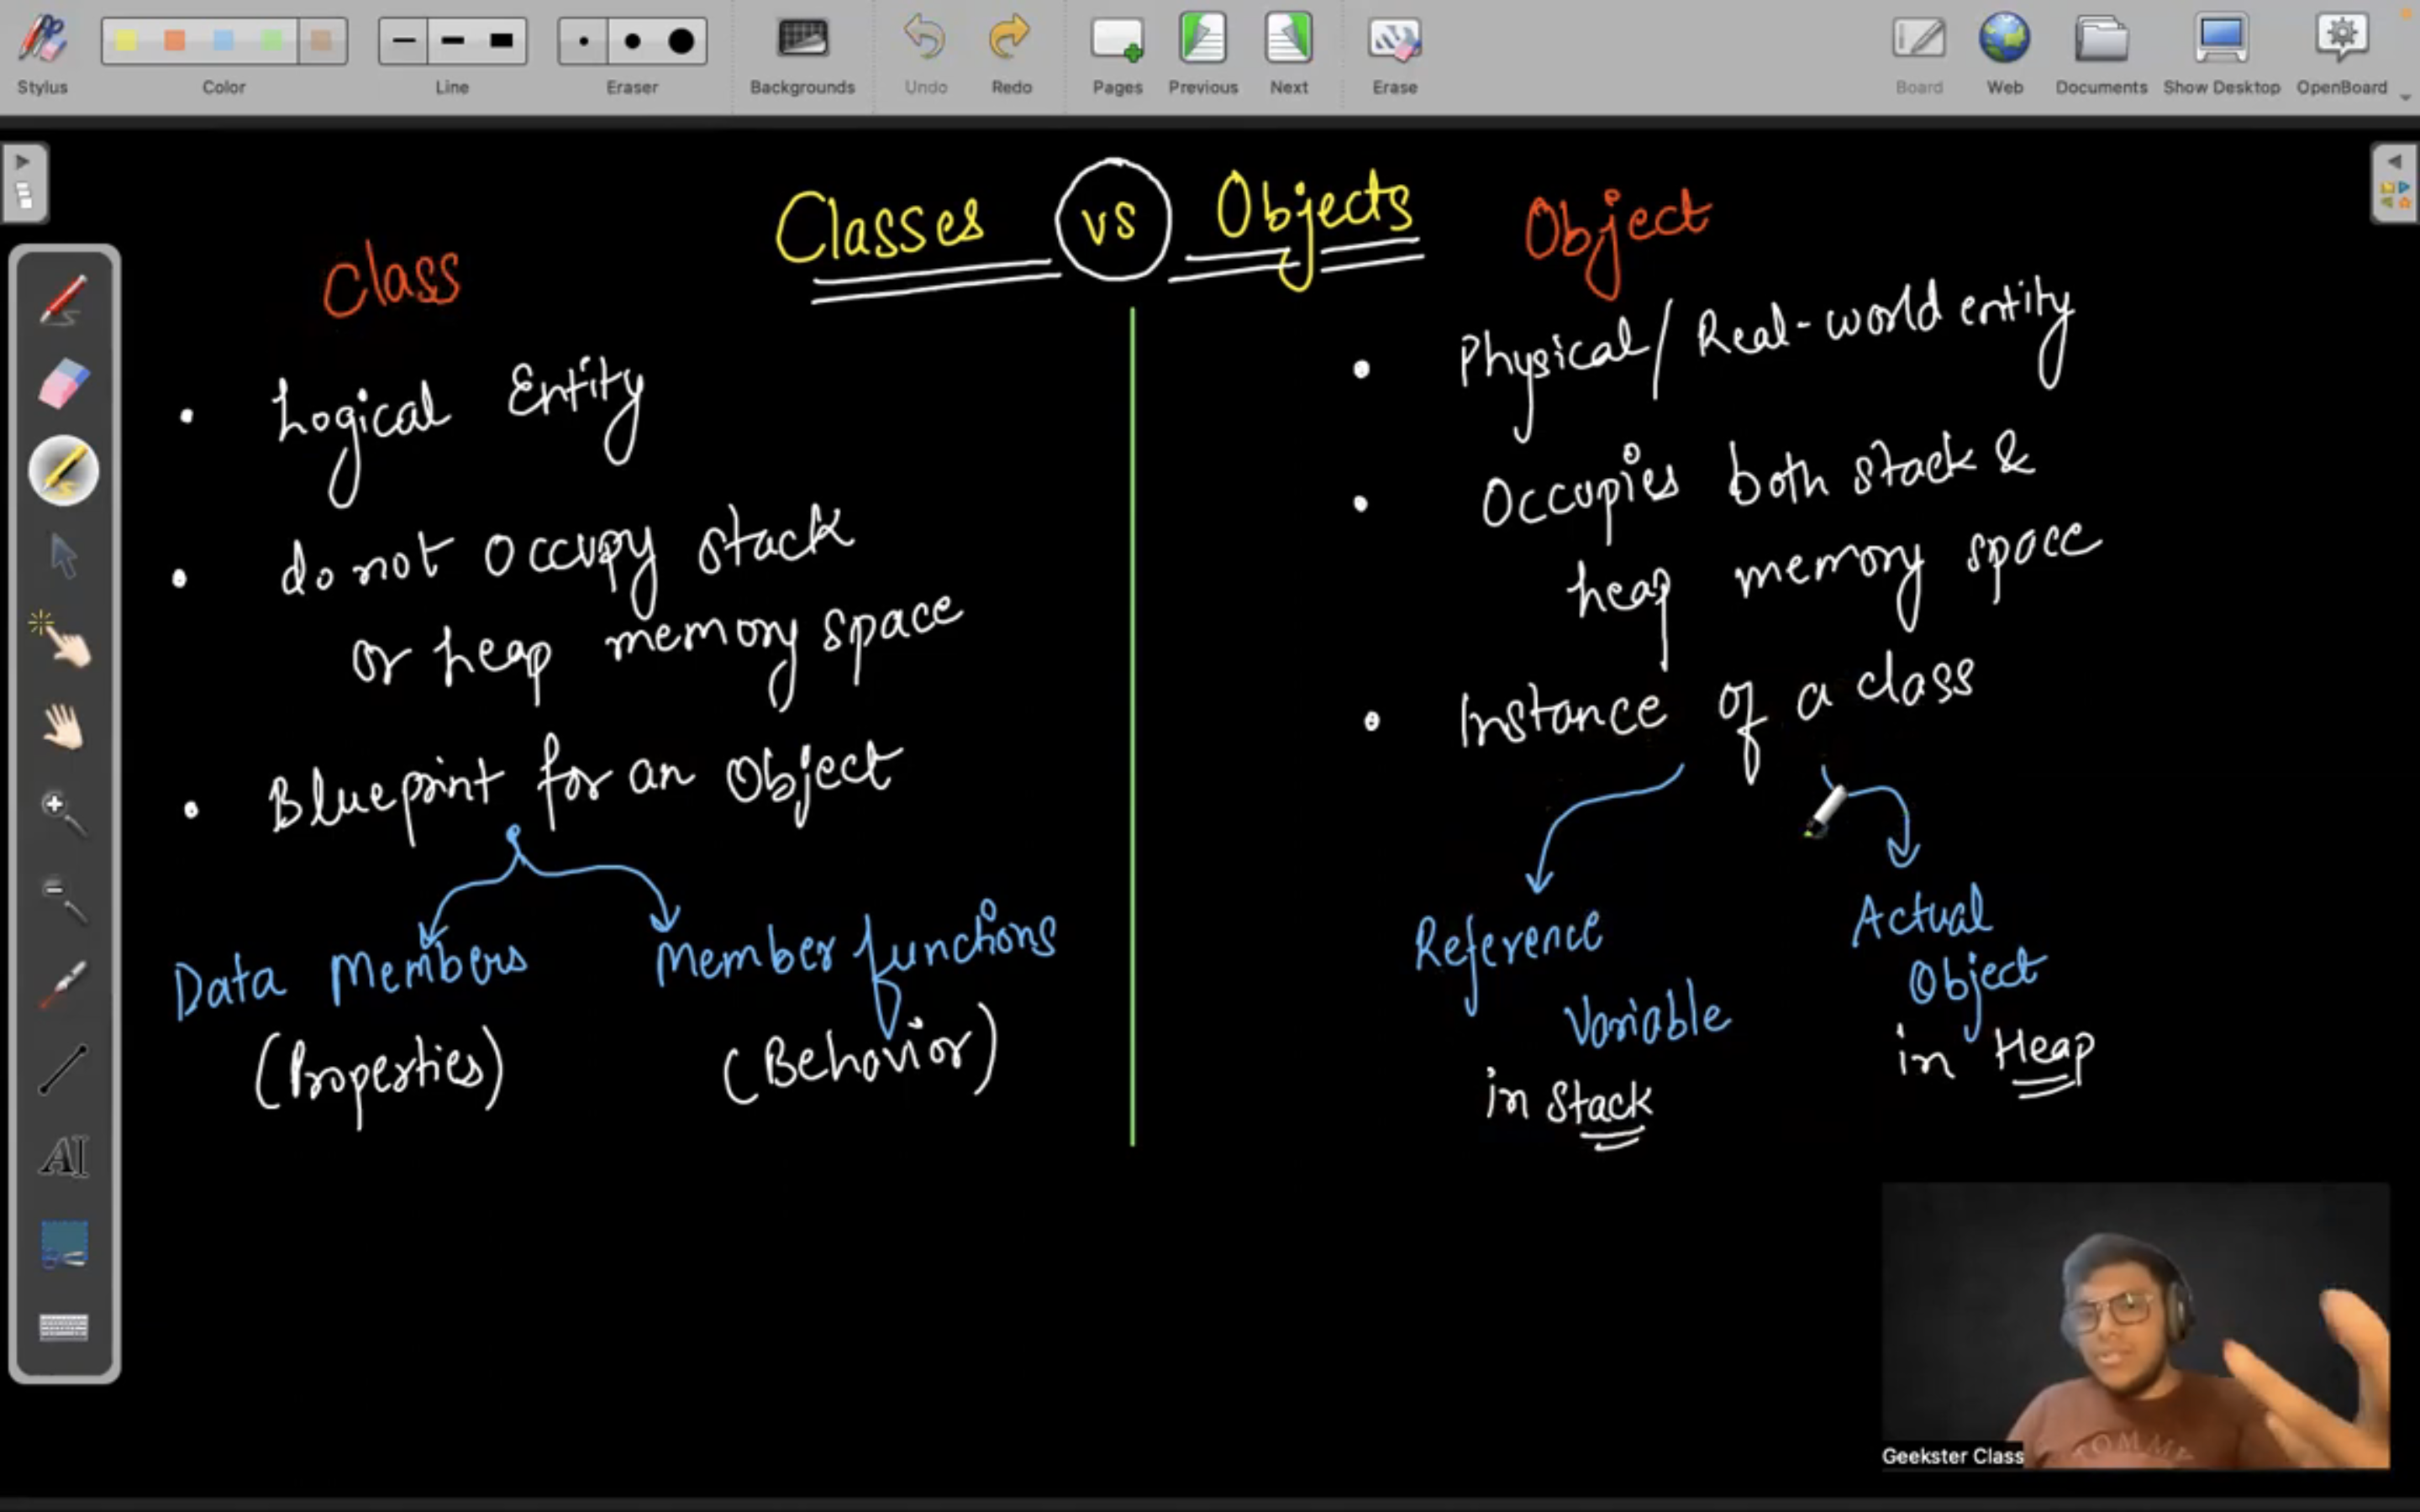 Stylus
Color
Line
Eraser
Backgrounds
Undo
Redo
Pages
Previous
Next
Erase
Board
Web
Documents
Show Desktop
OpenBoard
Classes vs Objects
Class
• Logical Entity
• do not occupy stack
or heap memory space
• Blueprint for an Object
Data Members
(Properties)
Member functions
(Behavior)
Object
• Physical/Real-world entity
• Occupies both stack &
heap memory space
• Instance of a class
Reference
Variable
in Stack
Actual
Object
in Heap
AI
TOMMY
Geekster Class